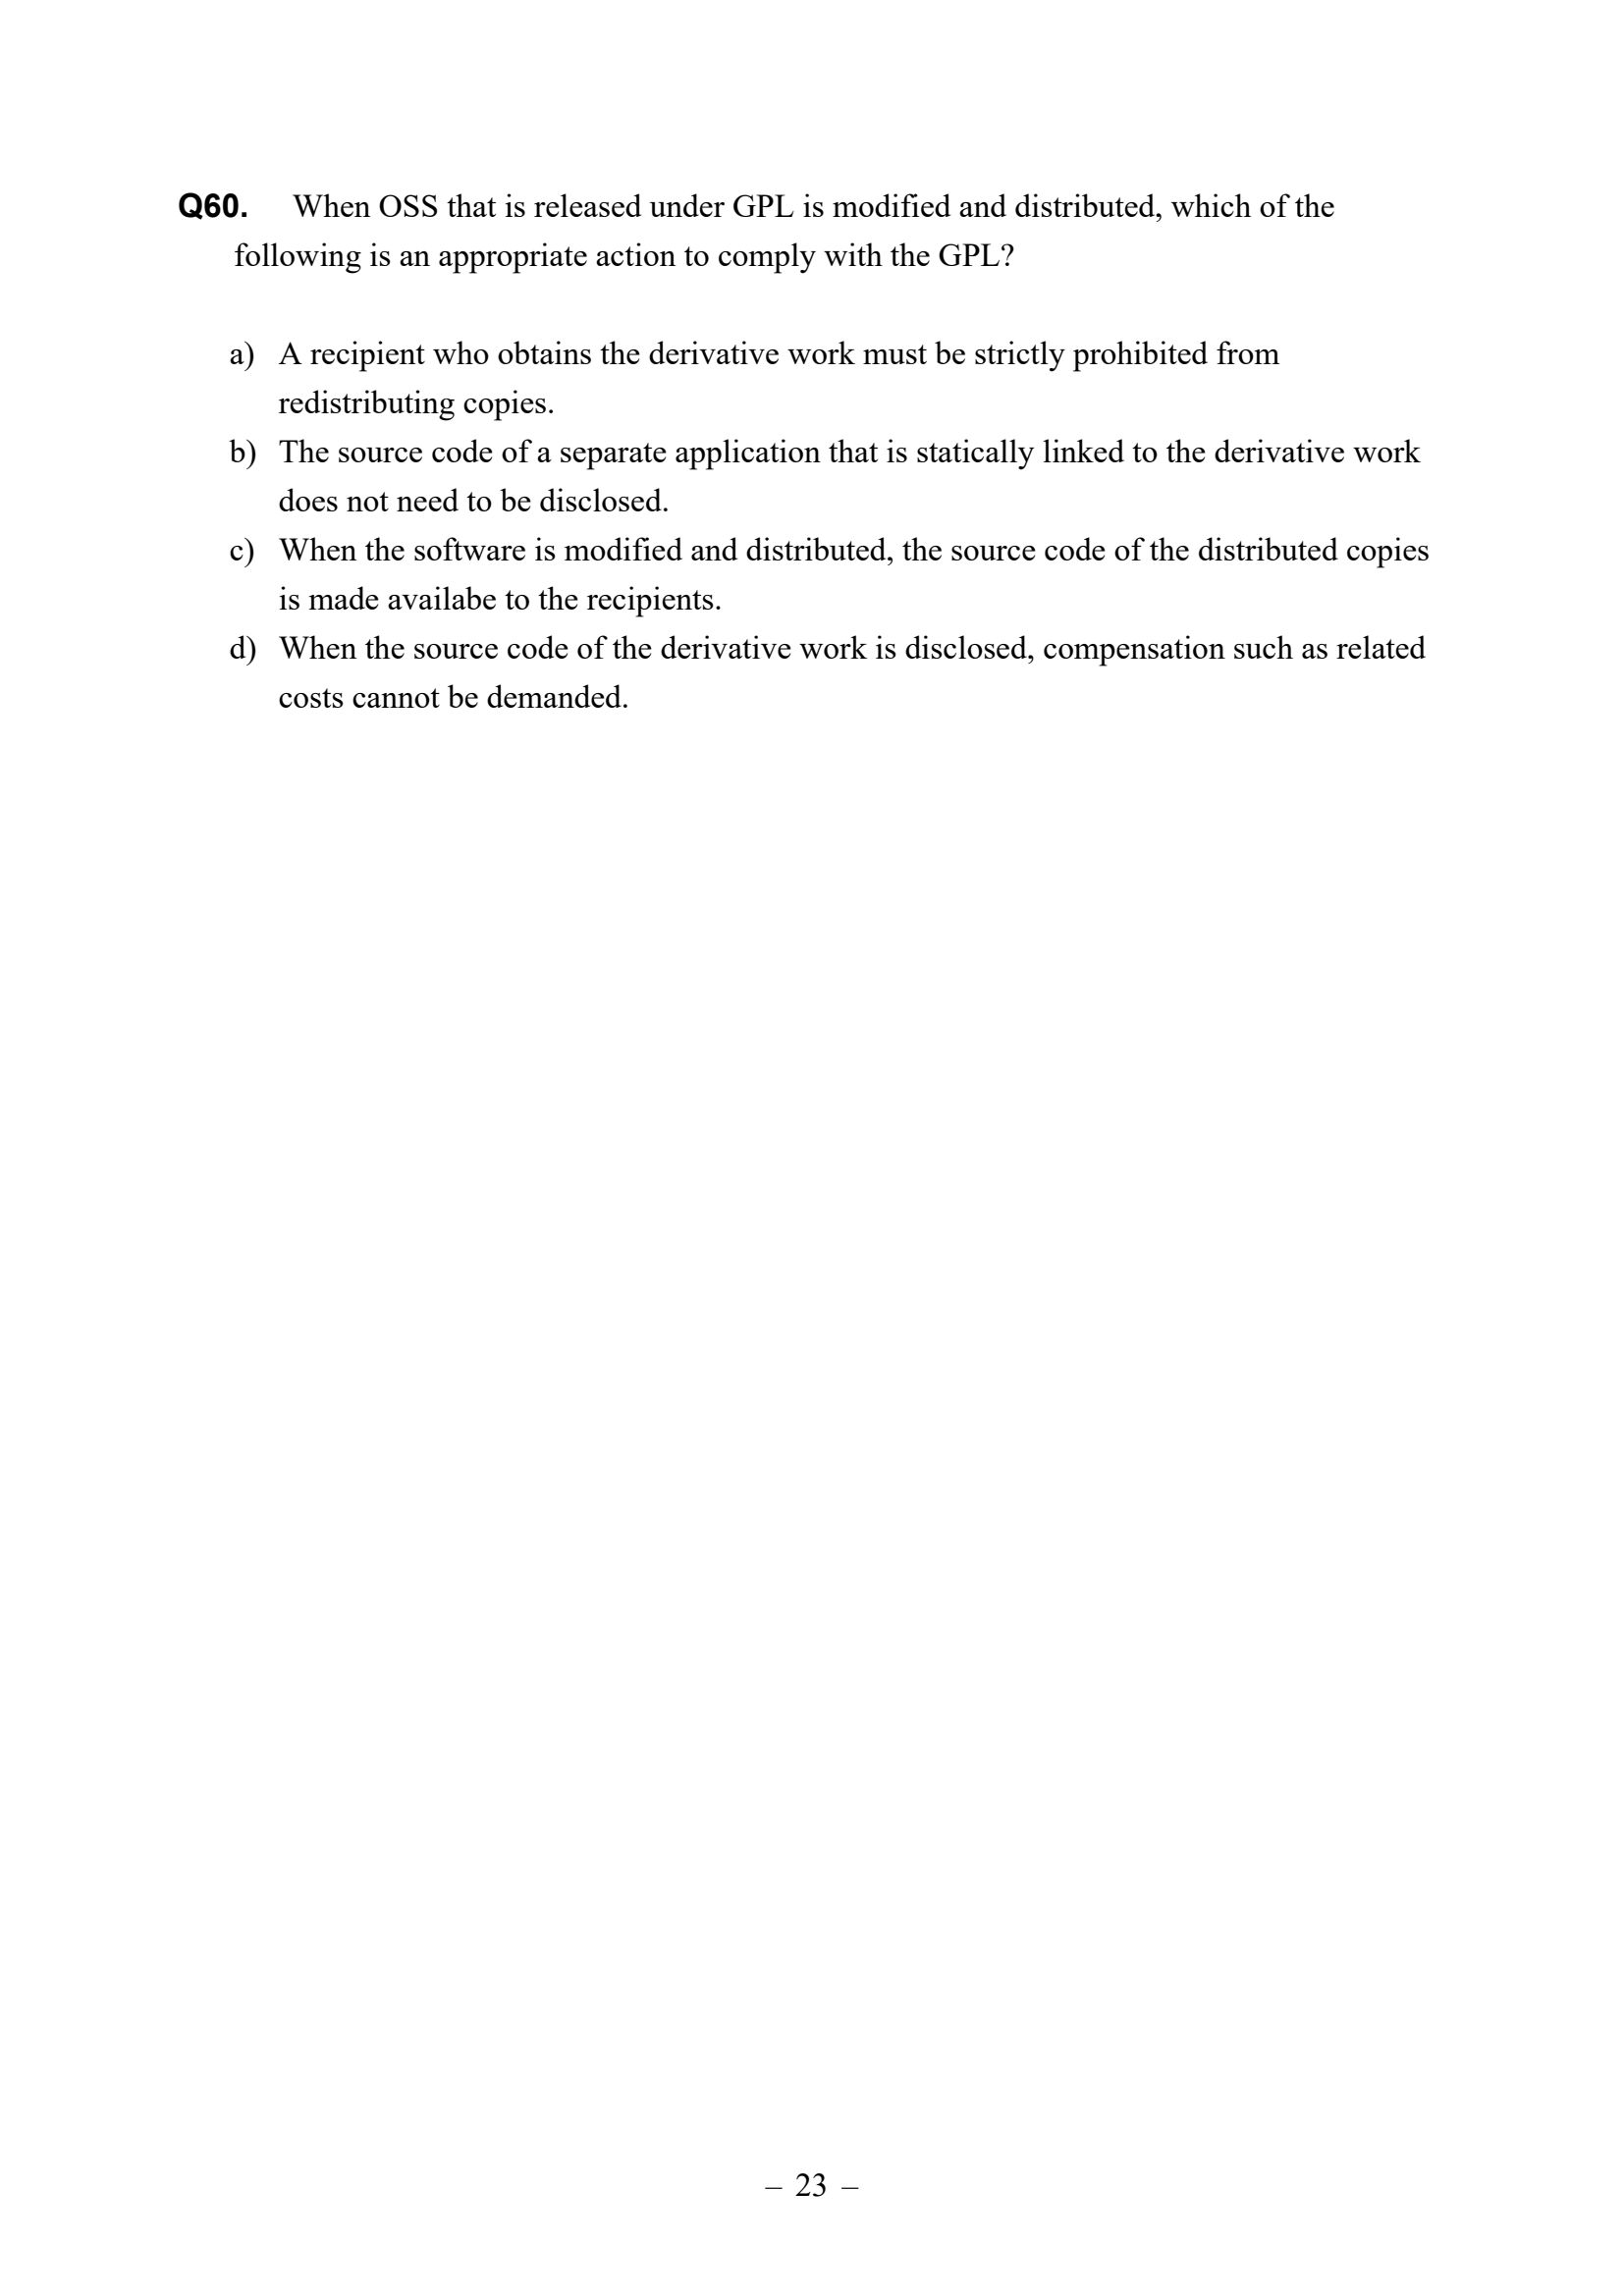 Q60. When OSS that is released under GPL is modified and distributed, which of the
following is an appropriate action to comply with the GPL?
a) A recipient who obtains the derivative work must be strictly prohibited from
redistributing copies.
b) The source code of a separate application that is statically linked to the derivative work
does not need to be disclosed.
c) When the software is modified and distributed, the source code of the distributed copies
is made availabe to the recipients.
d) When the source code of the derivative work is disclosed, compensation such as related
costs cannot be demanded.
– 23 –